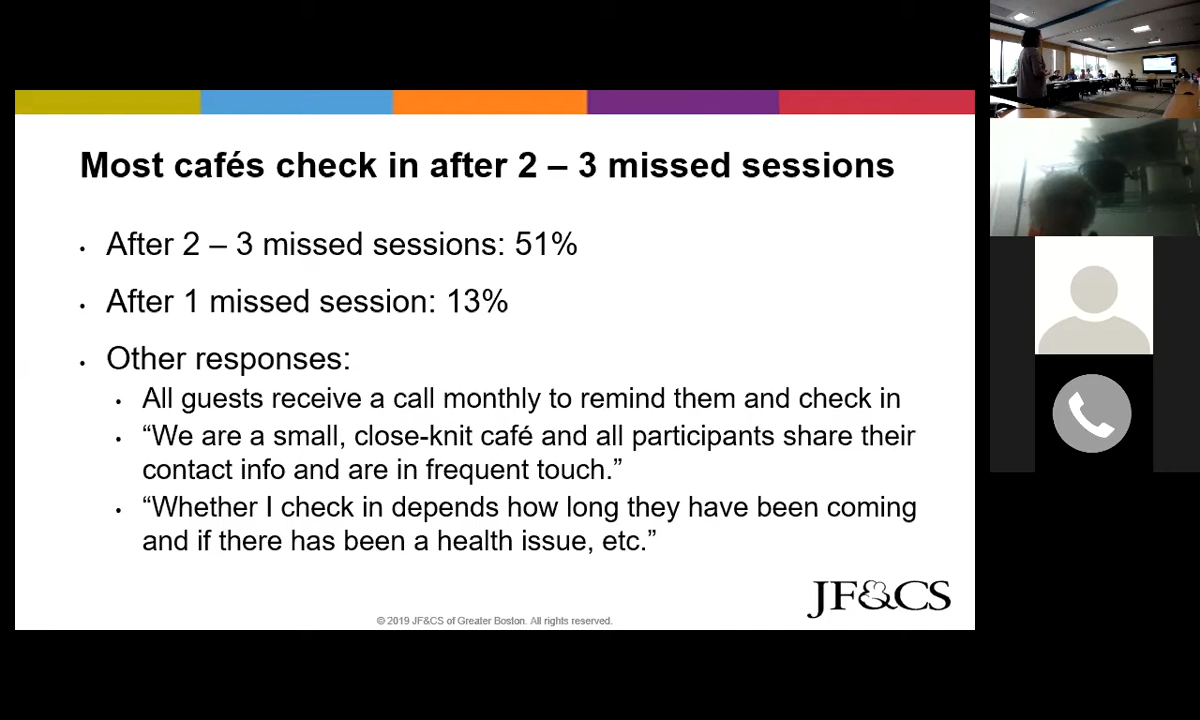 Most cafés check in after 2 – 3 missed sessions
• After 2 – 3 missed sessions: 51%
• After 1 missed session: 13%
• Other responses:
• All guests receive a call monthly to remind them and check in
• “We are a small, close-knit café and all participants share their
contact info and are in frequent touch.”
• “Whether I check in depends how long they have been coming
and if there has been a health issue, etc.”
JF&CS
© 2019 JF&CS of Greater Boston. All rights reserved.